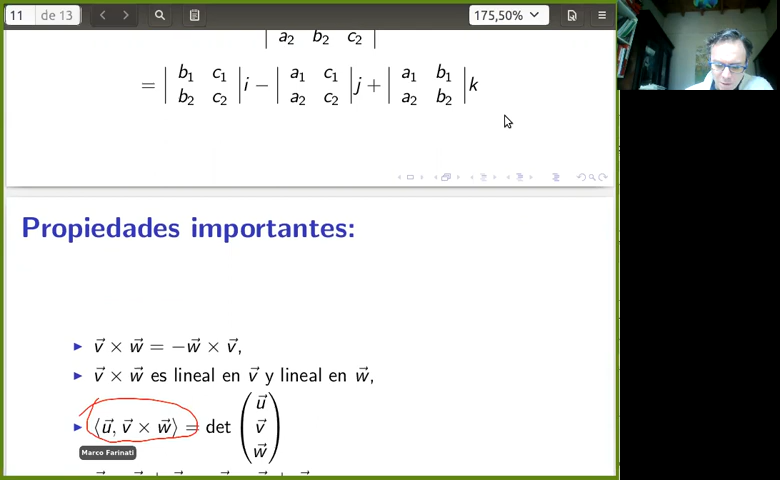 11 de 13 175,50%
| a₂ b₂ c₂ |
= | b₁ c₁ | i − | a₁ c₁ | j + | a₁ b₁ | k
| b₂ c₂ | | a₂ c₂ | | a₂ b₂ |
Propiedades importantes:
▶ v⃗ × w⃗ = −w⃗ × v⃗,
▶ v⃗ × w⃗ es lineal en v⃗ y lineal en w⃗,
▶ ⟨u⃗, v⃗ × w⃗⟩ = det ( u⃗ v⃗ w⃗ )
Marco Farinati